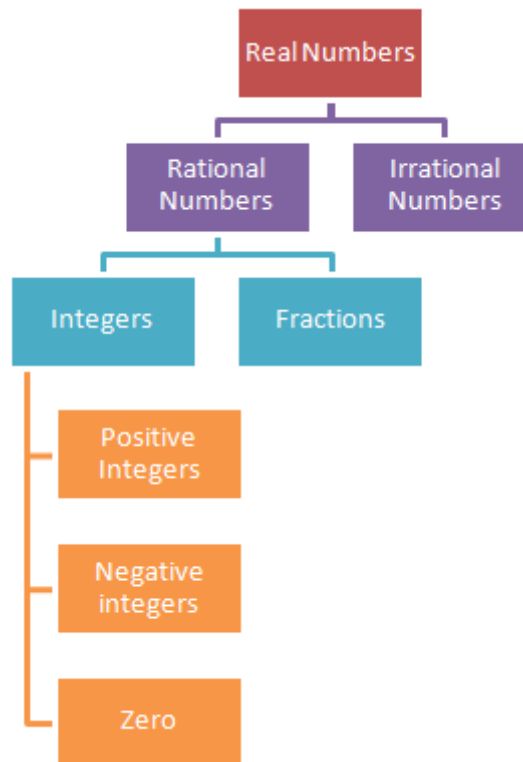 Real Numbers
Rational
Numbers
Irrational
Numbers
Integers
Fractions
Positive
Integers
Negative
integers
Zero